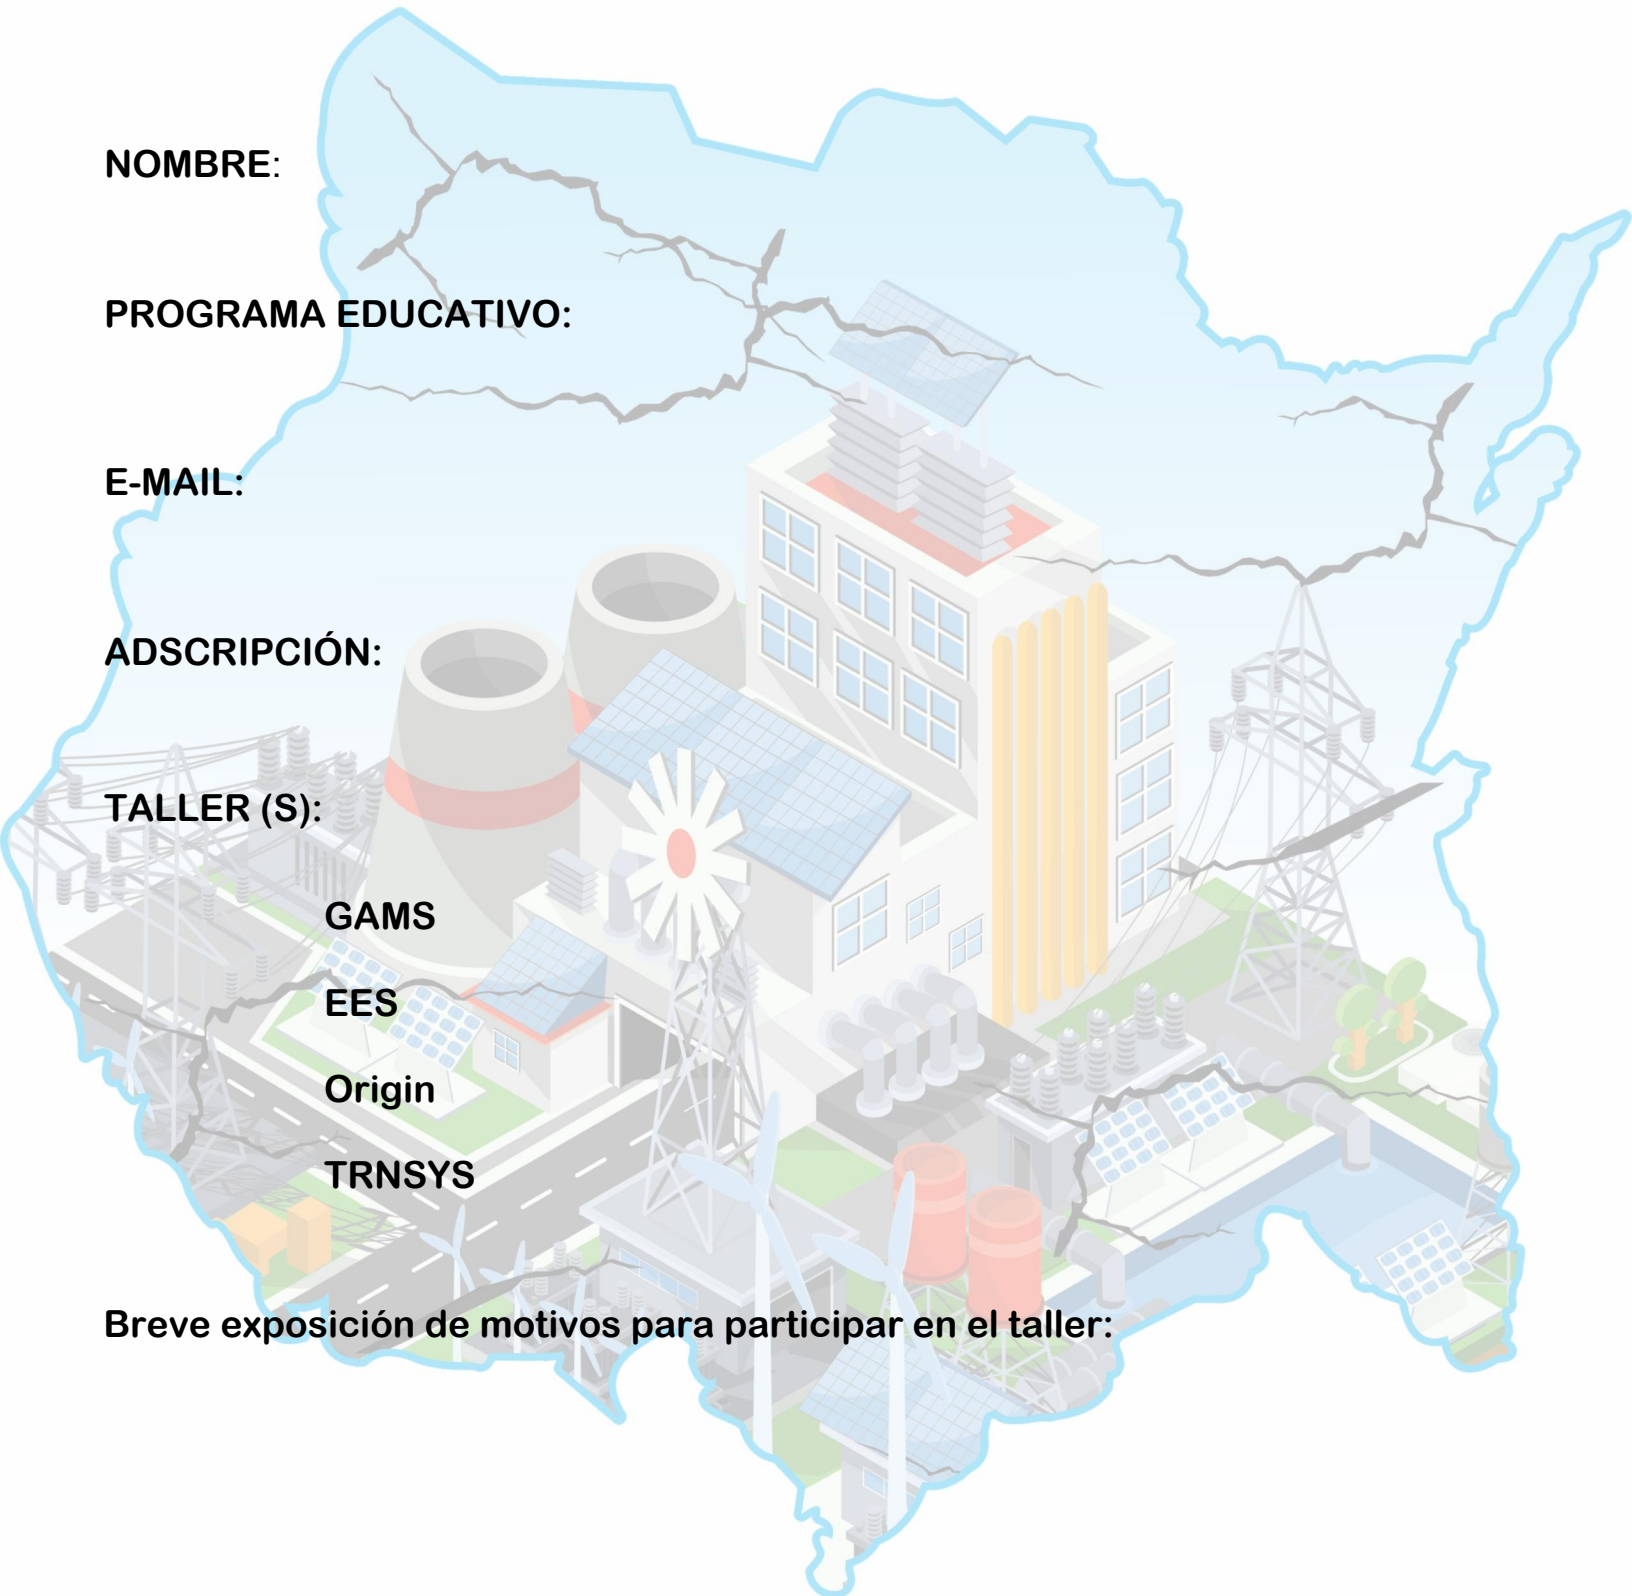 NOMBRE:
PROGRAMA EDUCATIVO:
E-MAIL:
ADSCRIPCIÓN:
TALLER (S):
GAMS
EES
Origin
TRNSYS
Breve exposición de motivos para participar en el taller: